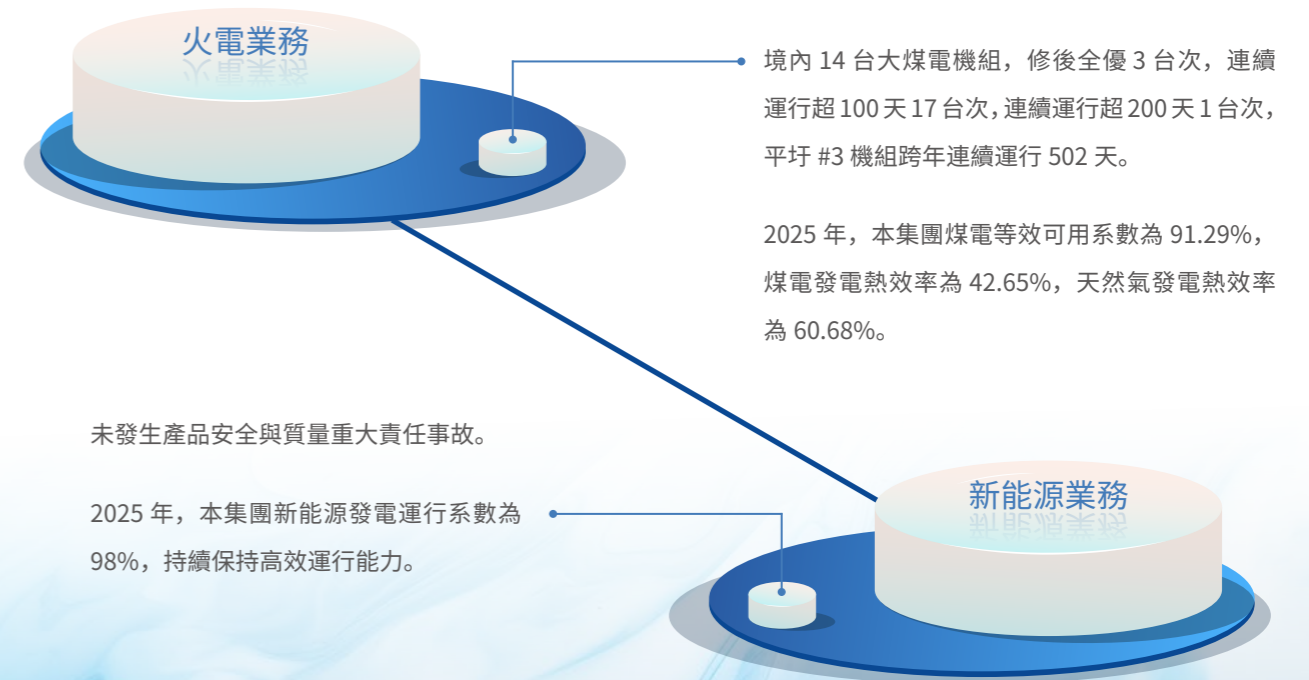 火電業務
境內 14 台大煤電機組，修後全優 3 台次，連續
運行超 100 天 17 台次，連續運行超 200 天 1 台次，
平圩 #3 機組跨年連續運行 502 天。
2025 年，本集團煤電等效可用系數為 91.29%，
煤電發電熱效率為 42.65%，天然氣發電熱效率
為 60.68%。
未發生產品安全與質量重大責任事故。
2025 年，本集團新能源發電運行系數為
98%，持續保持高效運行能力。
新能源業務